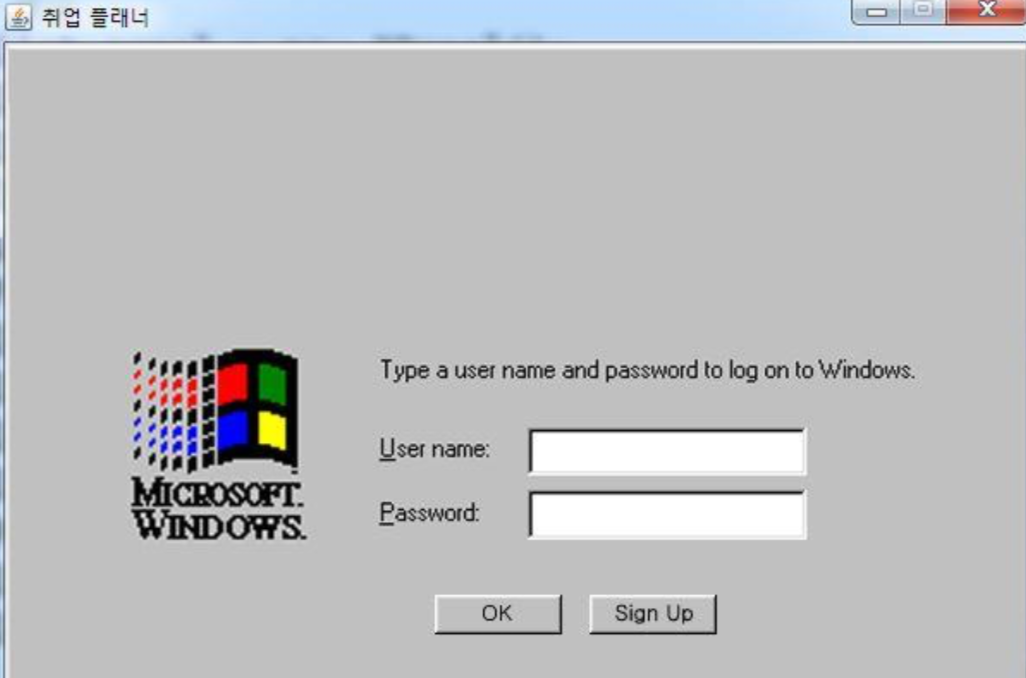 취업 플래너
Type a user name and password to log on to Windows.
User name:
Password:
MICROSOFT.
WINDOWS.
OK
Sign Up